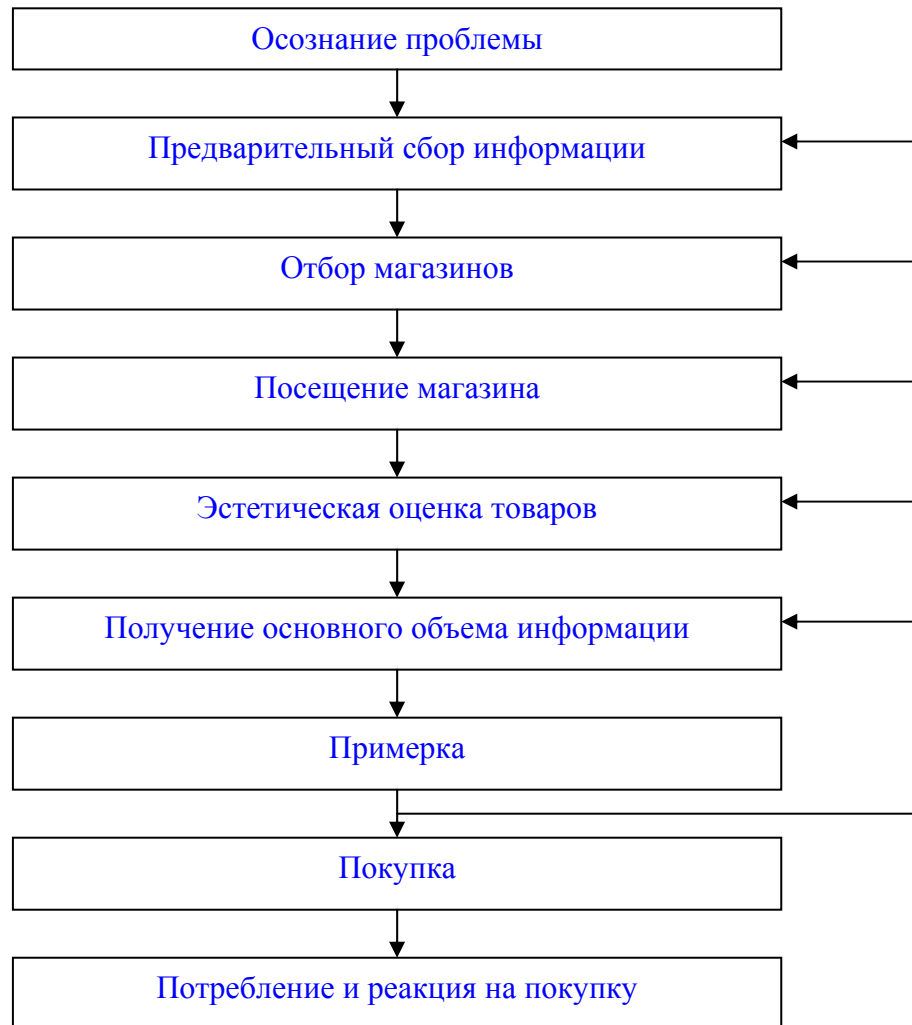 Осознание проблемы
Предварительный сбор информации
Отбор магазинов
Посещение магазина
Эстетическая оценка товаров
Получение основного объема информации
Примерка
Покупка
Потребление и реакция на покупку